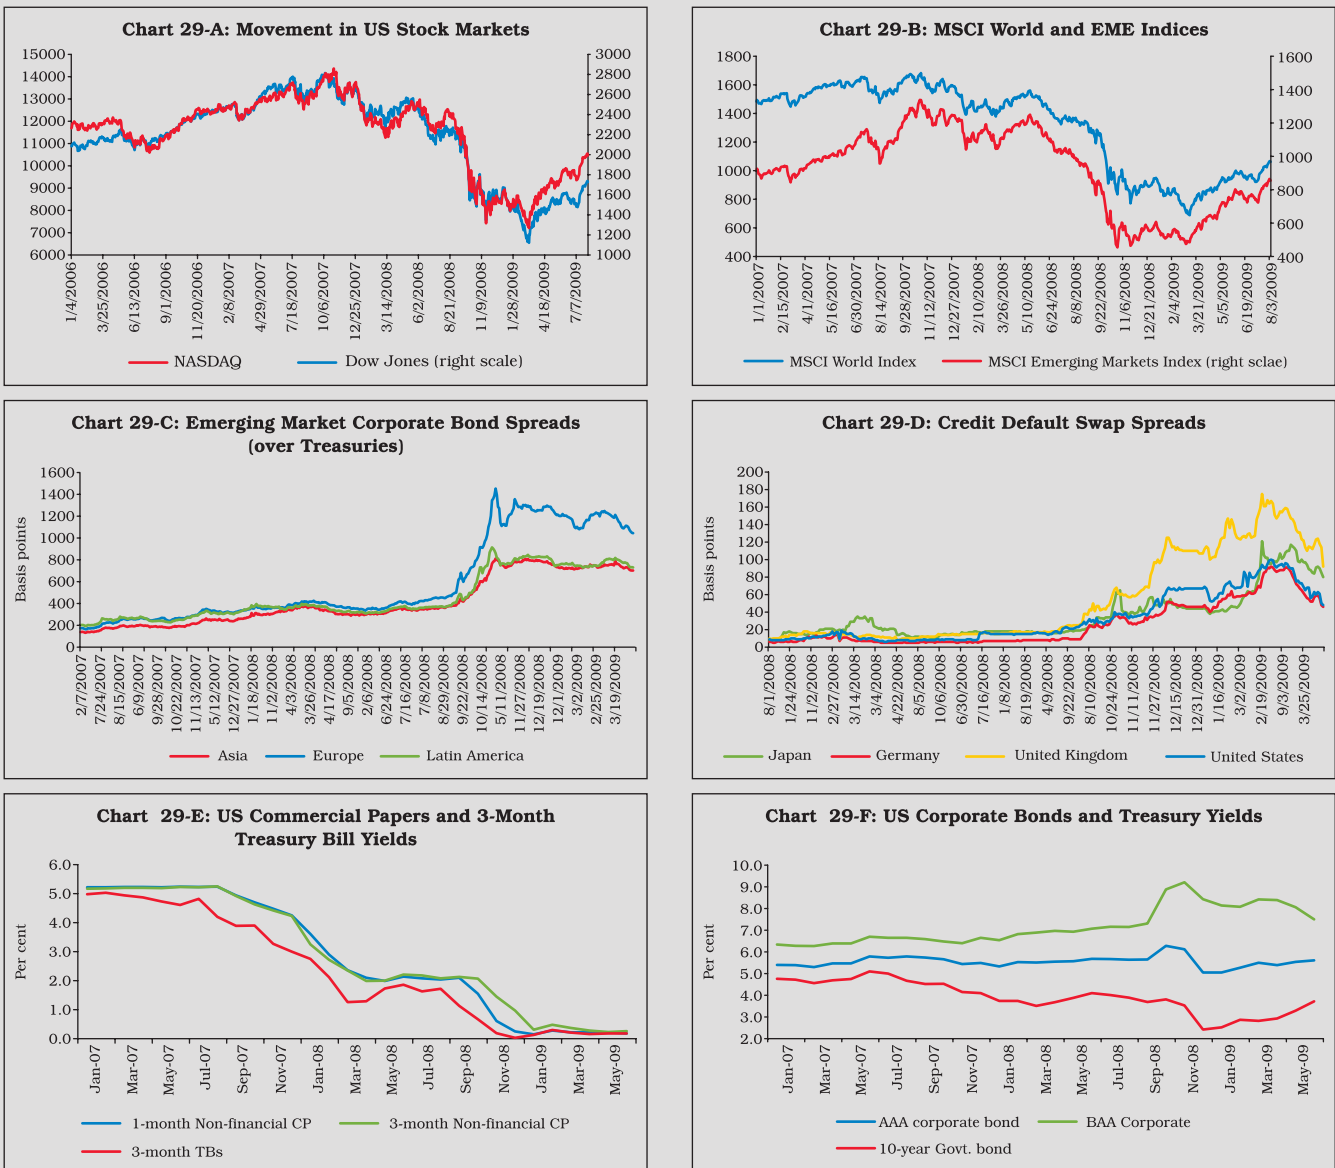 Chart 29-A: Movement in US Stock Markets
15000
14000
13000
12000
11000
10000
9000
8000
7000
6000
3000
2800
2600
2400
2200
2000
1800
1600
1400
1200
1000
1/4/2006
3/25/2006
6/13/2006
9/1/2006
11/20/2006
2/8/2007
4/29/2007
7/18/2007
10/6/2007
12/25/2007
3/14/2008
6/2/2008
8/21/2008
11/9/2008
1/28/2009
4/18/2009
7/7/2009
NASDAQ
Dow Jones (right scale)
Chart 29-B: MSCI World and EME Indices
1800
1600
1400
1200
1000
800
600
400
1600
1400
1200
1000
800
600
400
1/1/2007
2/15/2007
4/1/2007
5/16/2007
6/30/2007
8/14/2007
9/28/2007
11/12/2007
12/27/2007
2/10/2008
3/26/2008
5/10/2008
6/24/2008
8/8/2008
9/22/2008
11/6/2008
12/21/2008
2/4/2009
3/21/2009
5/5/2009
6/19/2009
8/3/2009
MSCI World Index
MSCI Emerging Markets Index (right sclae)
Chart 29-C: Emerging Market Corporate Bond Spreads
(over Treasuries)
Basis points
1600
1400
1200
1000
800
600
400
200
0
2/7/2007
7/24/2007
8/15/2007
6/9/2007
9/28/2007
10/22/2007
11/13/2007
5/12/2007
12/27/2007
1/18/2008
11/2/2008
4/3/2008
3/26/2008
4/18/2008
9/5/2008
2/6/2008
6/24/2008
7/16/2008
7/8/2008
8/29/2008
9/22/2008
10/14/2008
5/11/2008
11/27/2008
12/19/2008
12/1/2009
3/2/2009
2/25/2009
3/19/2009
Asia
Europe
Latin America
Chart 29-D: Credit Default Swap Spreads
Basis points
200
180
160
140
120
100
80
60
40
20
0
8/1/2008
1/24/2008
11/2/2008
2/27/2008
3/14/2008
3/4/2008
4/22/2008
8/5/2008
10/6/2008
6/30/2008
7/16/2008
1/8/2008
8/18/2008
4/9/2008
9/22/2008
8/10/2008
10/24/2008
11/11/2008
11/27/2008
12/15/2008
12/31/2008
1/16/2009
3/2/2009
2/19/2009
9/3/2009
3/25/2009
Japan
Germany
United Kingdom
United States
Chart 29-E: US Commercial Papers and 3-Month
Treasury Bill Yields
Per cent
6.0
5.0
4.0
3.0
2.0
1.0
0.0
Jan-07
Mar-07
May-07
Jul-07
Sep-07
Nov-07
Jan-08
Mar-08
May-08
Jul-08
Sep-08
Nov-08
Jan-09
Mar-09
May-09
1-month Non-financial CP
3-month Non-financial CP
3-month TBs
Chart 29-F: US Corporate Bonds and Treasury Yields
Per cent
10.0
9.0
8.0
7.0
6.0
5.0
4.0
3.0
2.0
Jan-07
Mar-07
May-07
Jul-07
Sep-07
Nov-07
Jan-08
Mar-08
May-08
Jul-08
Sep-08
Nov-08
Jan-09
Mar-09
May-09
AAA corporate bond
BAA Corporate
10-year Govt. bond